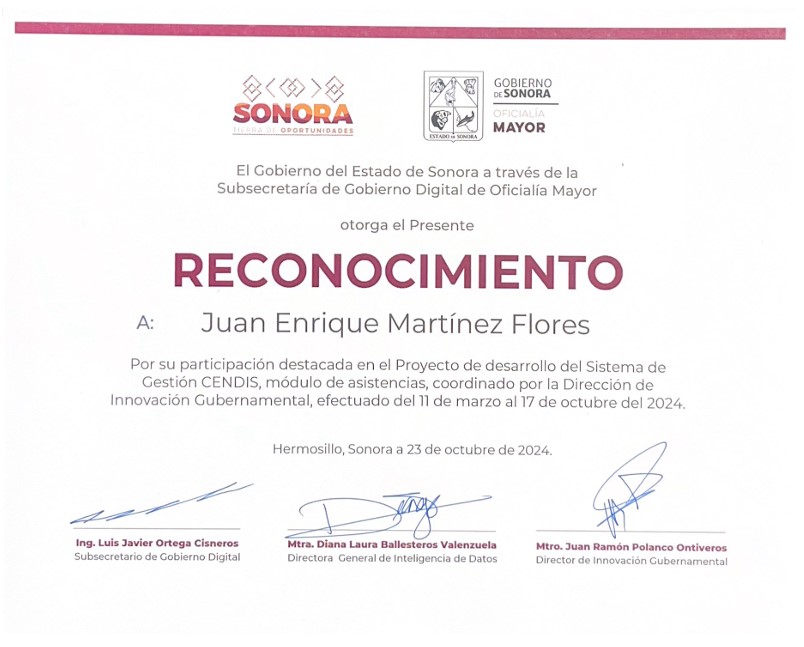 SONORA
TIERRA DE OPORTUNIDADES
ESTADO DE SONORA
GOBIERNO
DE SONORA
OFICIALÍA
MAYOR
El Gobierno del Estado de Sonora a través de la
Subsecretaría de Gobierno Digital de Oficialía Mayor
otorga el Presente
RECONOCIMIENTO
A: Juan Enrique Martínez Flores
Por su participación destacada en el Proyecto de desarrollo del Sistema de
Gestión CENDIS, módulo de asistencias, coordinado por la Dirección de
Innovación Gubernamental, efectuado del 11 de marzo al 17 de octubre del 2024.
Hermosillo, Sonora a 23 de octubre de 2024.
Ing. Luis Javier Ortega Cisneros
Subsecretario de Gobierno Digital
Mtra. Diana Laura Ballesteros Valenzuela
Directora General de Inteligencia de Datos
Mtro. Juan Ramón Polanco Ontiveros
Director de Innovación Gubernamental